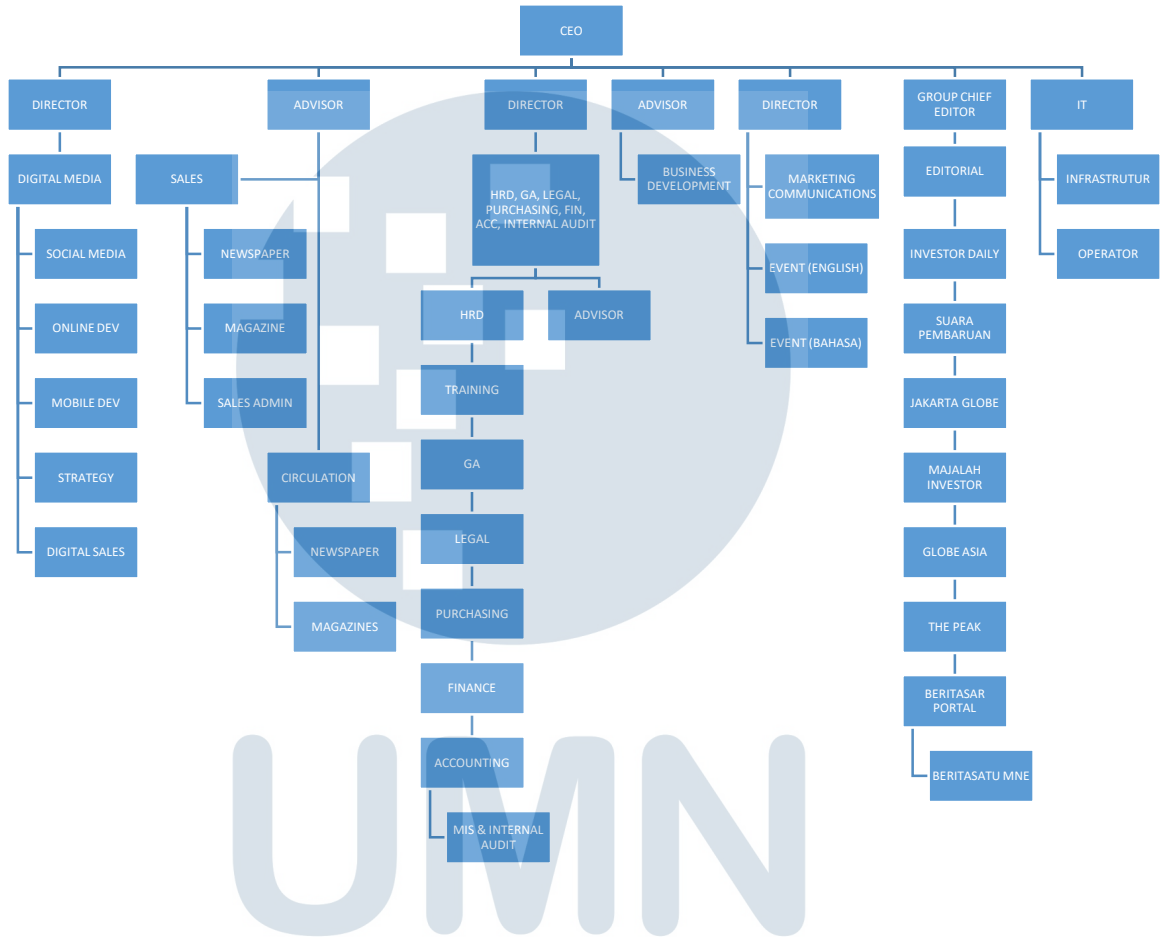 CEO
DIRECTOR
ADVISOR
DIRECTOR
ADVISOR
DIRECTOR
GROUP CHIEF
EDITOR
IT
DIGITAL MEDIA
SOCIAL MEDIA
ONLINE DEV
MOBILE DEV
STRATEGY
DIGITAL SALES
SALES
NEWSPAPER
MAGAZINE
SALES ADMIN
CIRCULATION
NEWSPAPER
MAGAZINES
HRD, GA, LEGAL,
PURCHASING, FIN,
ACC, INTERNAL AUDIT
HRD
ADVISOR
TRAINING
GA
LEGAL
PURCHASING
FINANCE
ACCOUNTING
MIS & INTERNAL
AUDIT
BUSINESS
DEVELOPMENT
MARKETING
COMMUNICATIONS
EVENT (ENGLISH)
EVENT (BAHASA)
EDITORIAL
INVESTOR DAILY
SUARA
PEMBARUAN
JAKARTA GLOBE
MAJALAH
INVESTOR
GLOBE ASIA
THE PEAK
BERITASAR
PORTAL
BERITASATU MNE
INFRASTRUTUR
OPERATOR
UMN